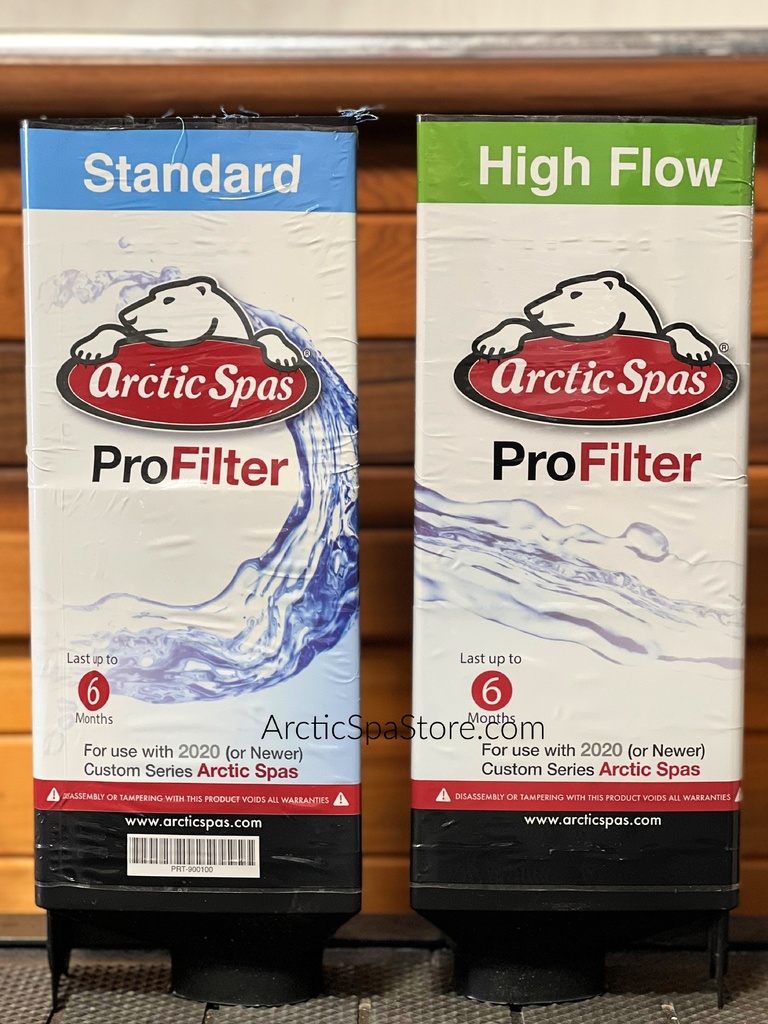 Standard
arctic Spas
®
ProFilter
Last up to
6
Months
For use with 2020 (or Newer)
Custom Series Arctic Spas
DISASSEMBLY OR TAMPERING WITH THIS PRODUCT VOIDS ALL WARRANTIES
www.arcticspas.com
PRT-900100
High Flow
arctic Spas
®
ProFilter
Last up to
6
Months
For use with 2020 (or Newer)
Custom Series Arctic Spas
DISASSEMBLY OR TAMPERING WITH THIS PRODUCT VOIDS ALL WARRANTIES
www.arcticspas.com
ArcticSpaStore.com